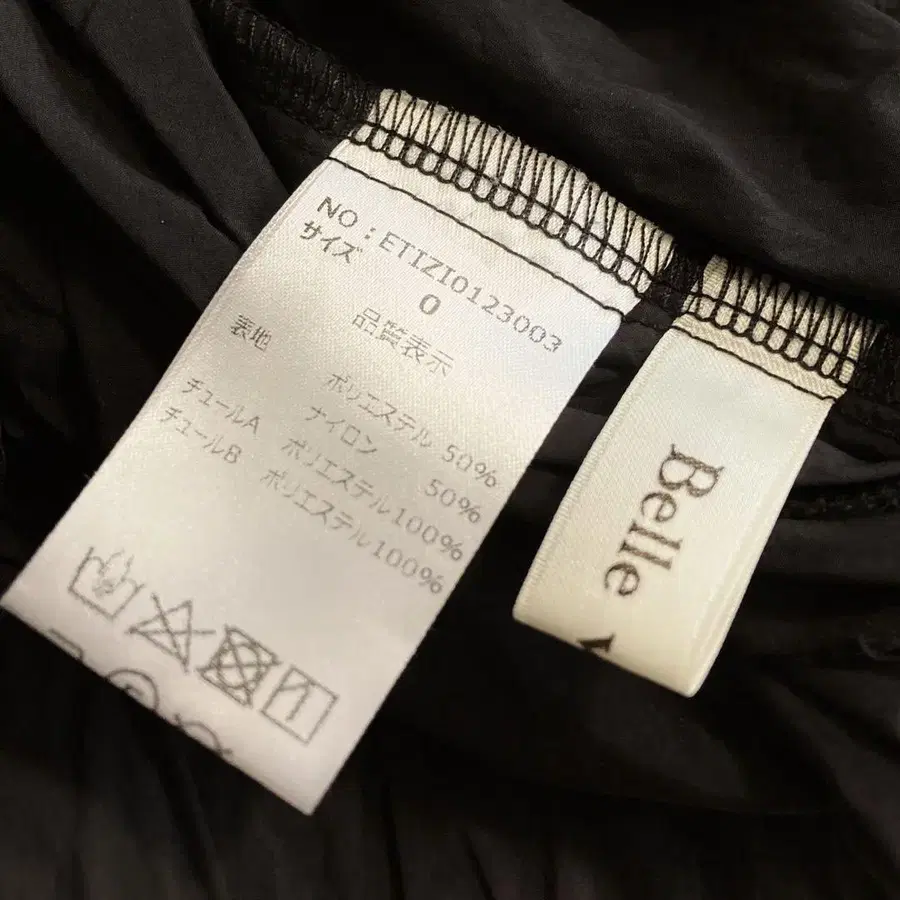 NO：ETIZI0123003
サイズ 0
品質表示
表地 ポリエステル 50%
ナイロン 50%
チュールA ポリエステル100%
チュールB ポリエステル100%
Belle